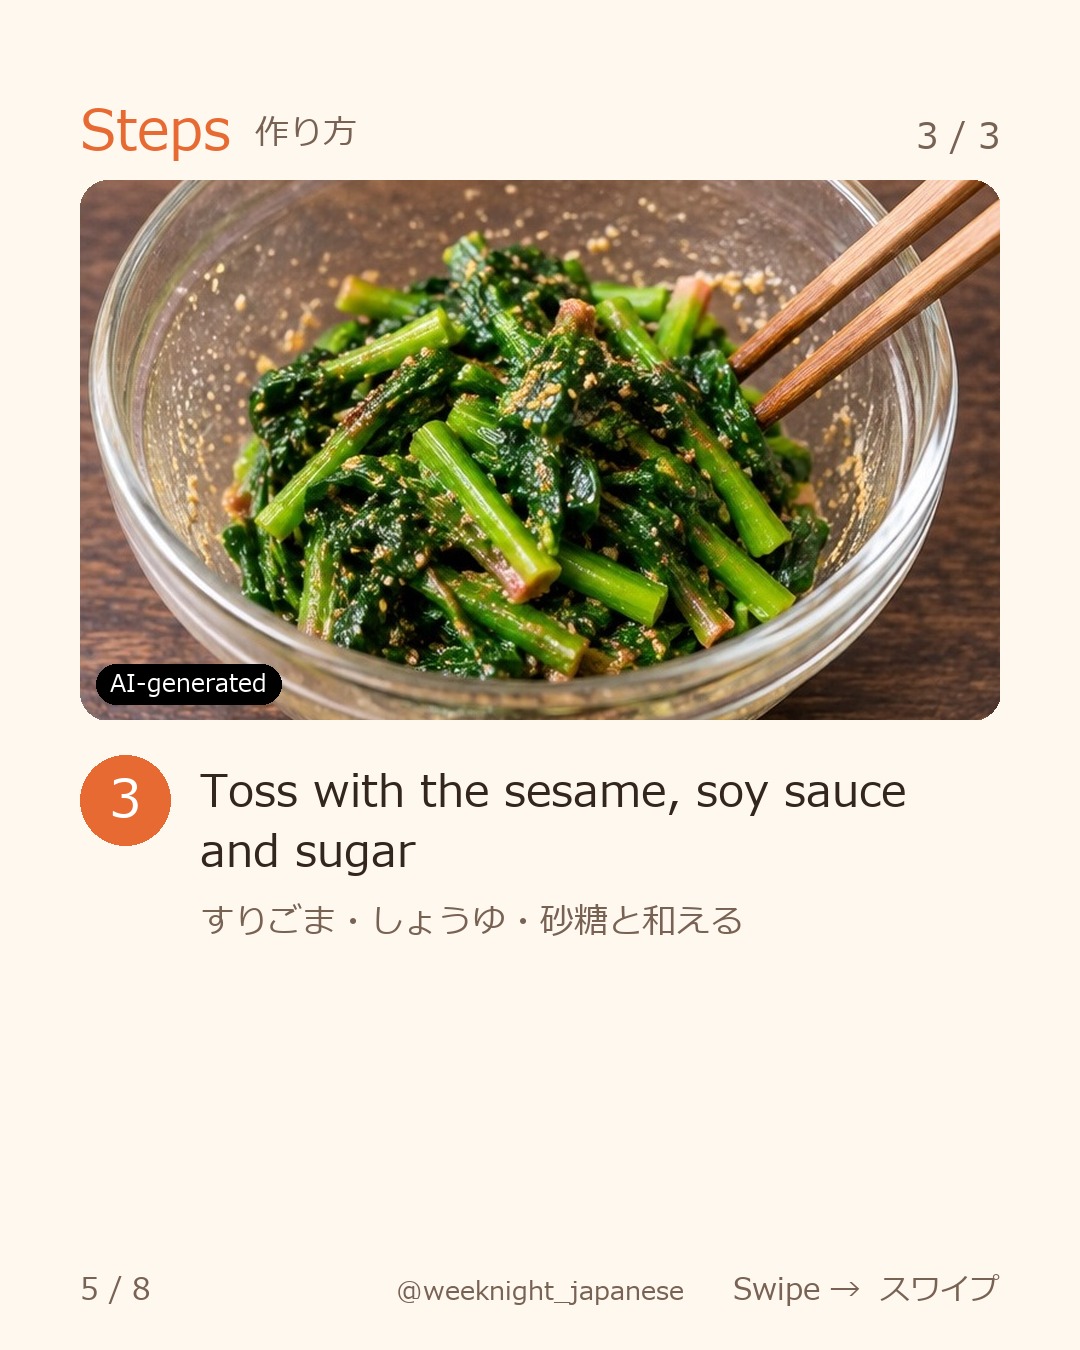 Steps 作り方
3 / 3
AI-generated
3
Toss with the sesame, soy sauce
and sugar
すりごま・しょうゆ・砂糖と和える
5 / 8
@weeknight_japanese
Swipe → スワイプ